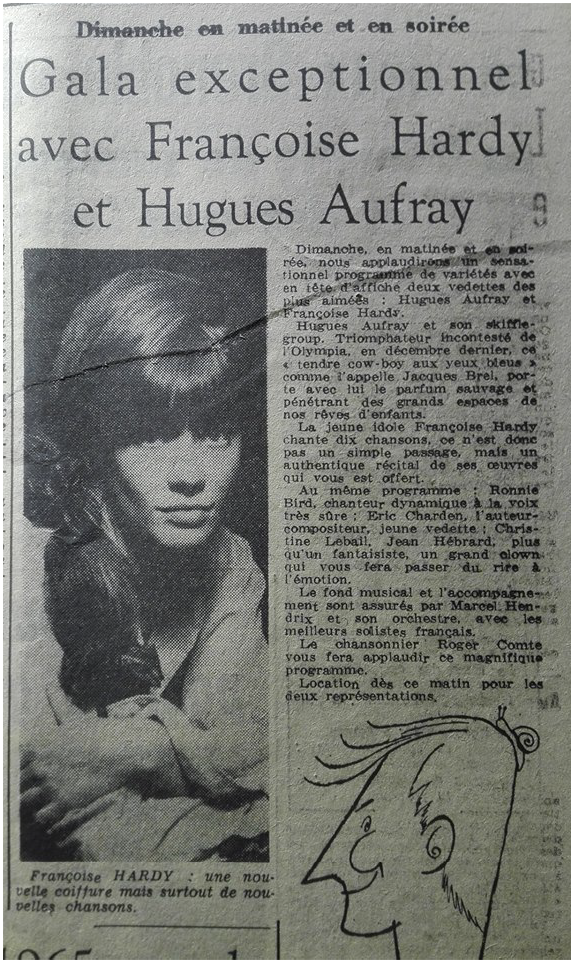 Dimanche en matinée et en soirée
Gala exceptionnel
avec Françoise Hardy
et Hugues Aufray
Dimanche, en matinée et en soi-
rée, nous applaudirons un sensa-
tionnel programme de variétés avec
en tête d'affiche deux vedettes des
plus aimées : Hugues Aufray et
Françoise Hardy.
Hugues Aufray et son skiffle-
group. Triomphateur incontesté de
l'Olympia, en décembre dernier, ce
« tendre cow-boy aux yeux bleus »
comme l'appelle Jacques Brel, por-
te avec lui le parfum sauvage et
pénétrant des grands espaces de
nos rêves d'enfants.
La jeune idole Françoise Hardy
chante dix chansons, ce n'est donc
pas un simple passage, mais un
authentique récital de ses œuvres
qui vous est offert.
Au même programme : Ronnie
Bird, chanteur dynamique à la voix
très sûre ; Eric Charden, l'auteur-
compositeur, jeune vedette ; Chris-
tine Lebail, Jean Hébrard, plus
qu'un fantaisiste, un grand clown
qui vous fera passer du rire à
l'émotion.
Le fond musical et l'accompagne-
ment sont assurés par Marcel Hen-
drix et son orchestre, avec les
meilleurs solistes français.
Le chansonnier Roger Comte
vous fera applaudir ce magnifique
programme.
Location dès ce matin pour les
deux représentations.
Françoise HARDY : une nou-
velle coiffure mais surtout de nou-
velles chansons.